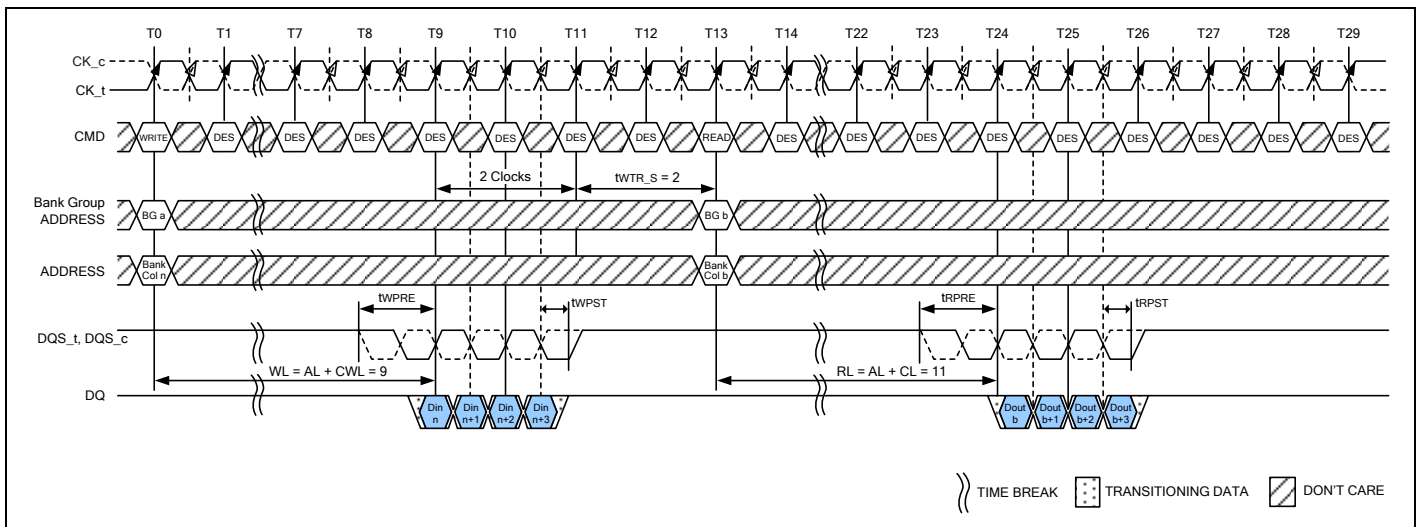 T0 T1 T7 T8 T9 T10 T11 T12 T13 T14 T22 T23 T24 T25 T26 T27 T28 T29
CK_c
CK_t
CMD WRITE DES DES DES DES DES DES DES READ DES DES DES DES DES DES DES DES DES
2 Clocks tWTR_S = 2
Bank Group
ADDRESS BG a BG b
ADDRESS Bank Col n Bank Col b
tWPRE tWPST tRPRE tRPST
DQS_t, DQS_c
WL = AL + CWL = 9 RL = AL + CL = 11
DQ
Din n Din n+1 Din n+2 Din n+3 Dout b Dout b+1 Dout b+2 Dout b+3
TIME BREAK TRANSITIONING DATA DON'T CARE